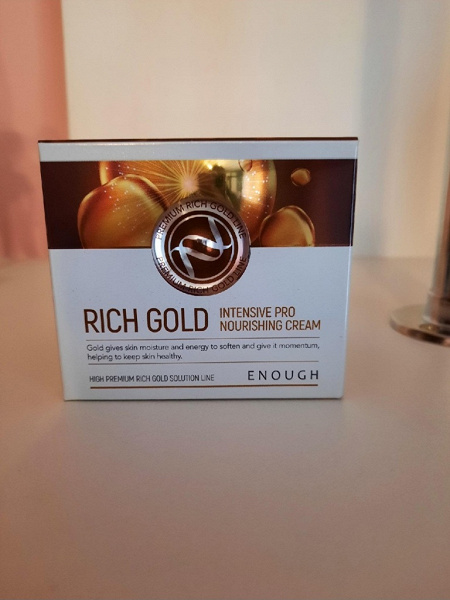 PREMIUM RICH GOLD LINE
PREMIUM RICH GOLD LINE
RICH GOLD
INTENSIVE PRO
NOURISHING CREAM
Gold gives skin moisture and energy to soften and give it momentum,
helping to keep skin healthy.
HIGH PREMIUM RICH GOLD SOLUTION LINE
ENOUGH